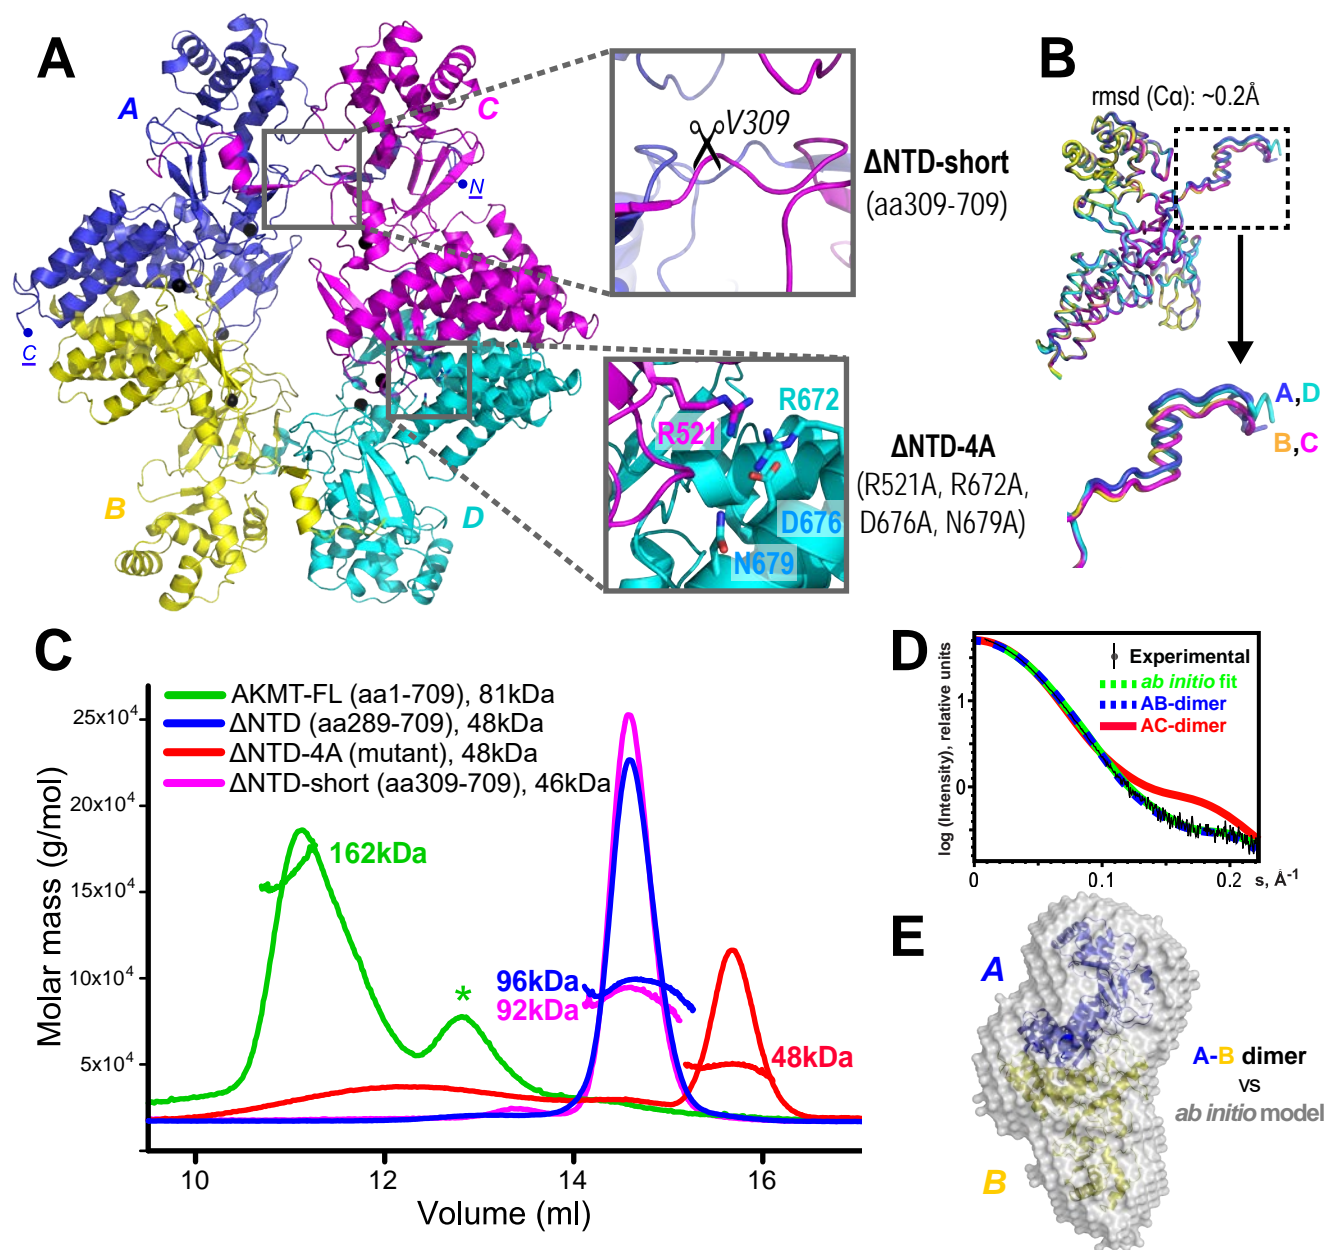 A
A
C
N
C
B
D
V309
ΔNTD-short
(aa309-709)
R672
R521
D676
N679
ΔNTD-4A
(R521A, R672A,
D676A, N679A)
B
rmsd (Cα): ~0.2Å
A,D
B,C
C
AKMT-FL (aa1-709), 81kDa
ΔNTD (aa289-709), 48kDa
ΔNTD-4A (mutant), 48kDa
ΔNTD-short (aa309-709), 46kDa
Molar mass (g/mol)
25x10⁴
20x10⁴
15x10⁴
10x10⁴
5x10⁴
162kDa
*
96kDa
92kDa
48kDa
10
12
14
16
Volume (ml)
D
log (Intensity), relative units
1
0
Experimental
ab initio fit
AB-dimer
AC-dimer
0
0.1
0.2
s, Å⁻¹
E
A
B
A-B dimer
vs
ab initio model